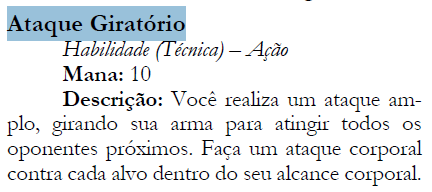 Ataque Giratório
Habilidade (Técnica) – Ação
Mana: 10
Descrição: Você realiza um ataque am-
plo, girando sua arma para atingir todos os
oponentes próximos. Faça um ataque corporal
contra cada alvo dentro do seu alcance corporal.